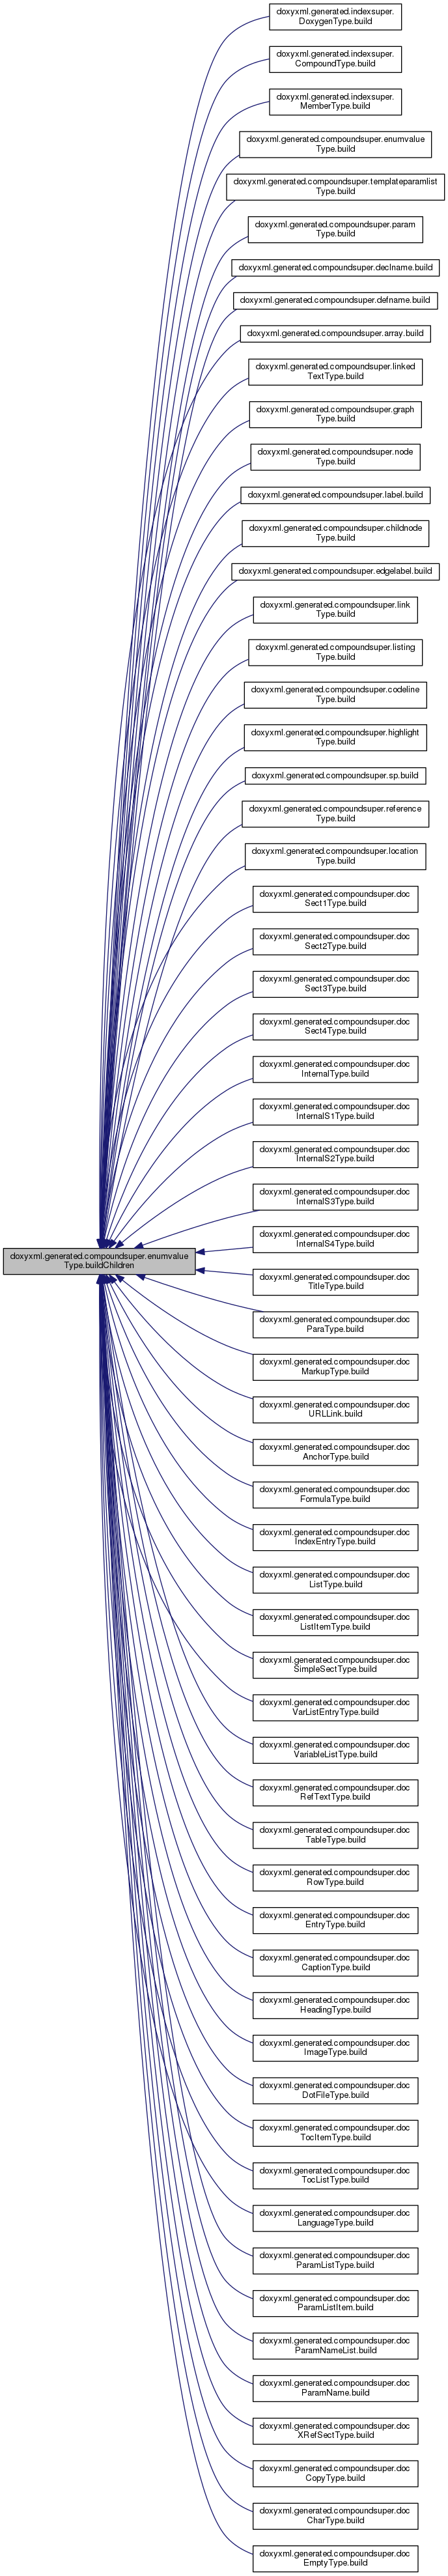 doxyxml.generated.indexsuper.
DoxygenType.build
doxyxml.generated.indexsuper.
CompoundType.build
doxyxml.generated.indexsuper.
MemberType.build
doxyxml.generated.compoundsuper.enumvalue
Type.build
doxyxml.generated.compoundsuper.templateparamlist
Type.build
doxyxml.generated.compoundsuper.param
Type.build
doxyxml.generated.compoundsuper.declname.build
doxyxml.generated.compoundsuper.defname.build
doxyxml.generated.compoundsuper.array.build
doxyxml.generated.compoundsuper.linked
TextType.build
doxyxml.generated.compoundsuper.graph
Type.build
doxyxml.generated.compoundsuper.node
Type.build
doxyxml.generated.compoundsuper.label.build
doxyxml.generated.compoundsuper.childnode
Type.build
doxyxml.generated.compoundsuper.edgelabel.build
doxyxml.generated.compoundsuper.link
Type.build
doxyxml.generated.compoundsuper.listing
Type.build
doxyxml.generated.compoundsuper.codeline
Type.build
doxyxml.generated.compoundsuper.highlight
Type.build
doxyxml.generated.compoundsuper.sp.build
doxyxml.generated.compoundsuper.reference
Type.build
doxyxml.generated.compoundsuper.location
Type.build
doxyxml.generated.compoundsuper.doc
Sect1Type.build
doxyxml.generated.compoundsuper.doc
Sect2Type.build
doxyxml.generated.compoundsuper.doc
Sect3Type.build
doxyxml.generated.compoundsuper.doc
Sect4Type.build
doxyxml.generated.compoundsuper.doc
InternalType.build
doxyxml.generated.compoundsuper.doc
InternalS1Type.build
doxyxml.generated.compoundsuper.doc
InternalS2Type.build
doxyxml.generated.compoundsuper.doc
InternalS3Type.build
doxyxml.generated.compoundsuper.doc
InternalS4Type.build
doxyxml.generated.compoundsuper.enumvalue
Type.buildChildren
doxyxml.generated.compoundsuper.doc
TitleType.build
doxyxml.generated.compoundsuper.doc
ParaType.build
doxyxml.generated.compoundsuper.doc
MarkupType.build
doxyxml.generated.compoundsuper.doc
URLLink.build
doxyxml.generated.compoundsuper.doc
AnchorType.build
doxyxml.generated.compoundsuper.doc
FormulaType.build
doxyxml.generated.compoundsuper.doc
IndexEntryType.build
doxyxml.generated.compoundsuper.doc
ListType.build
doxyxml.generated.compoundsuper.doc
ListItemType.build
doxyxml.generated.compoundsuper.doc
SimpleSectType.build
doxyxml.generated.compoundsuper.doc
VarListEntryType.build
doxyxml.generated.compoundsuper.doc
VariableListType.build
doxyxml.generated.compoundsuper.doc
RefTextType.build
doxyxml.generated.compoundsuper.doc
TableType.build
doxyxml.generated.compoundsuper.doc
RowType.build
doxyxml.generated.compoundsuper.doc
EntryType.build
doxyxml.generated.compoundsuper.doc
CaptionType.build
doxyxml.generated.compoundsuper.doc
HeadingType.build
doxyxml.generated.compoundsuper.doc
ImageType.build
doxyxml.generated.compoundsuper.doc
DotFileType.build
doxyxml.generated.compoundsuper.doc
TocItemType.build
doxyxml.generated.compoundsuper.doc
TocListType.build
doxyxml.generated.compoundsuper.doc
LanguageType.build
doxyxml.generated.compoundsuper.doc
ParamListType.build
doxyxml.generated.compoundsuper.doc
ParamListItem.build
doxyxml.generated.compoundsuper.doc
ParamNameList.build
doxyxml.generated.compoundsuper.doc
ParamName.build
doxyxml.generated.compoundsuper.doc
XRefSectType.build
doxyxml.generated.compoundsuper.doc
CopyType.build
doxyxml.generated.compoundsuper.doc
CharType.build
doxyxml.generated.compoundsuper.doc
EmptyType.build